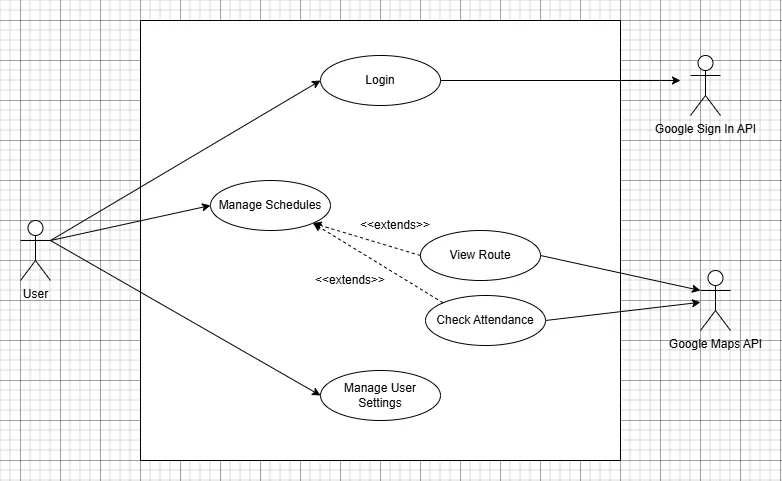 Login
Google Sign In API
Manage Schedules
<<extends>>
View Route
<<extends>>
User
Check Attendance
Google Maps API
Manage User
Settings